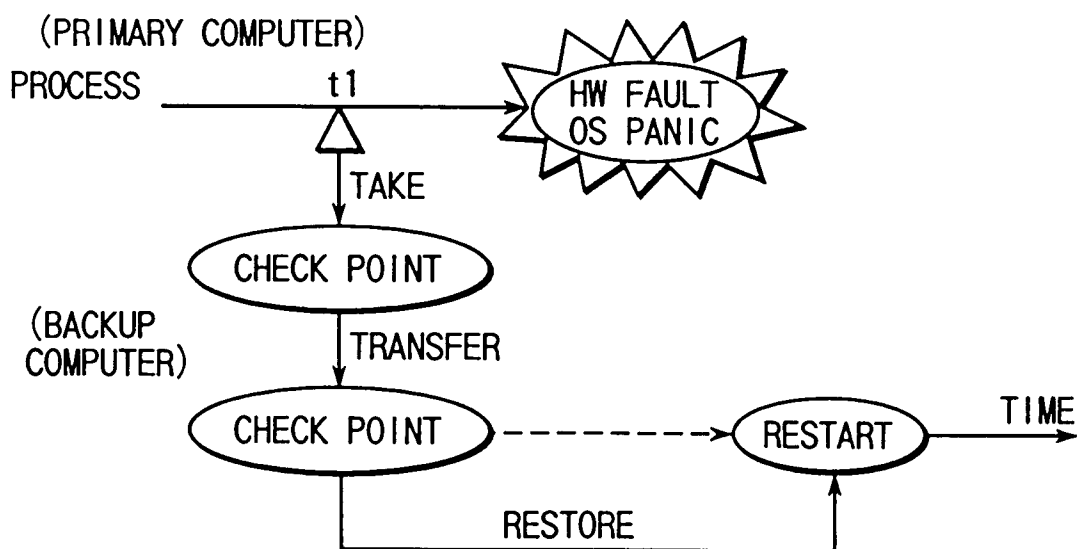 (PRIMARY COMPUTER)
PROCESS
t1
HW FAULT
OS PANIC
TAKE
CHECK POINT
(BACKUP
COMPUTER)
TRANSFER
CHECK POINT
RESTART
TIME
RESTORE